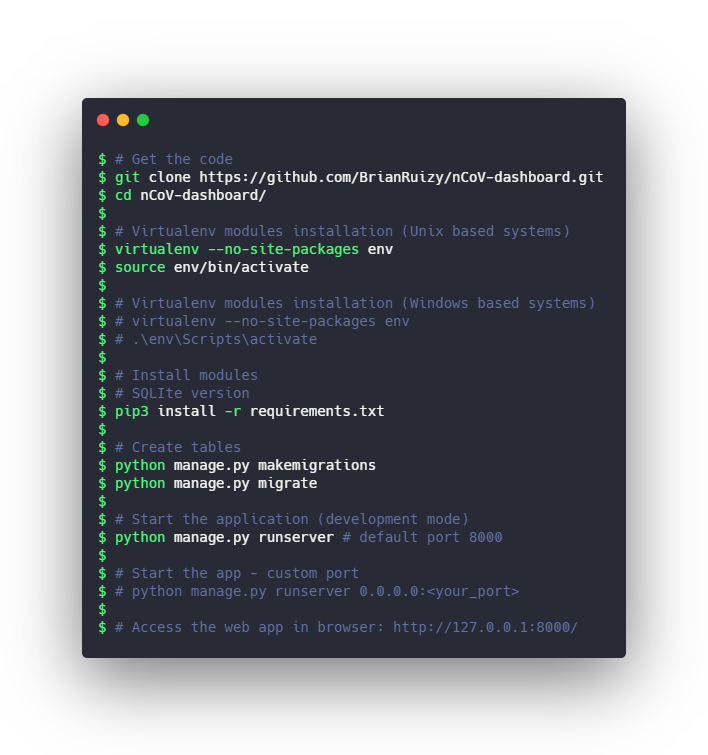 $ # Get the code
$ git clone https://github.com/BrianRuizy/nCoV-dashboard.git
$ cd nCoV-dashboard/
$
$ # Virtualenv modules installation (Unix based systems)
$ virtualenv --no-site-packages env
$ source env/bin/activate
$
$ # Virtualenv modules installation (Windows based systems)
$ # virtualenv --no-site-packages env
$ # .\env\Scripts\activate
$
$ # Install modules
$ # SQLIte version
$ pip3 install -r requirements.txt
$
$ # Create tables
$ python manage.py makemigrations
$ python manage.py migrate
$
$ # Start the application (development mode)
$ python manage.py runserver # default port 8000
$
$ # Start the app - custom port
$ # python manage.py runserver 0.0.0.0:<your_port>
$
$ # Access the web app in browser: http://127.0.0.1:8000/